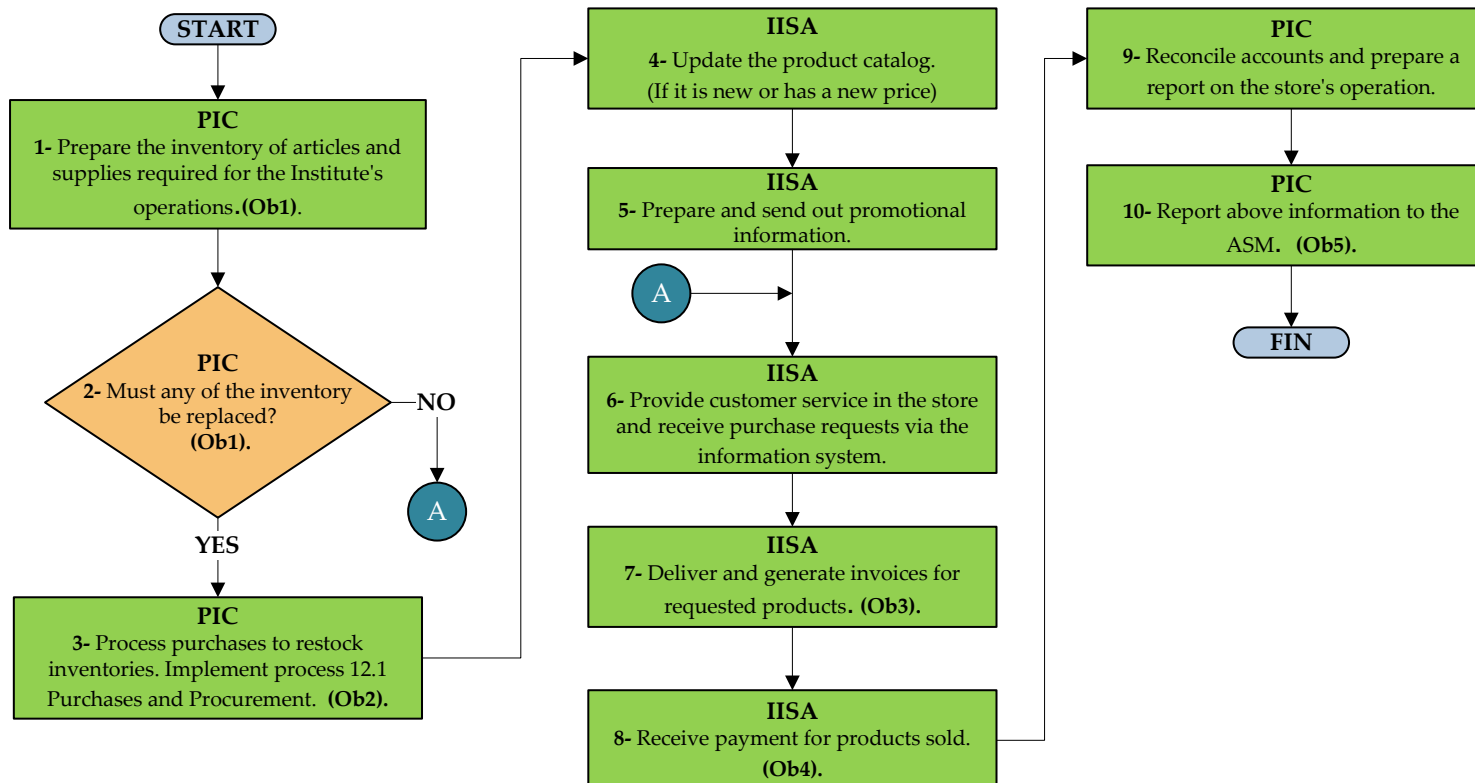 START
PIC
1- Prepare the inventory of articles and
supplies required for the Institute's
operations.(Ob1).
PIC
2- Must any of the inventory
be replaced?
(Ob1).
NO
A
YES
PIC
3- Process purchases to restock
inventories. Implement process 12.1
Purchases and Procurement. (Ob2).
IISA
4- Update the product catalog.
(If it is new or has a new price)
IISA
5- Prepare and send out promotional
information.
A
IISA
6- Provide customer service in the store
and receive purchase requests via the
information system.
IISA
7- Deliver and generate invoices for
requested products. (Ob3).
IISA
8- Receive payment for products sold.
(Ob4).
PIC
9- Reconcile accounts and prepare a
report on the store's operation.
PIC
10- Report above information to the
ASM. (Ob5).
FIN